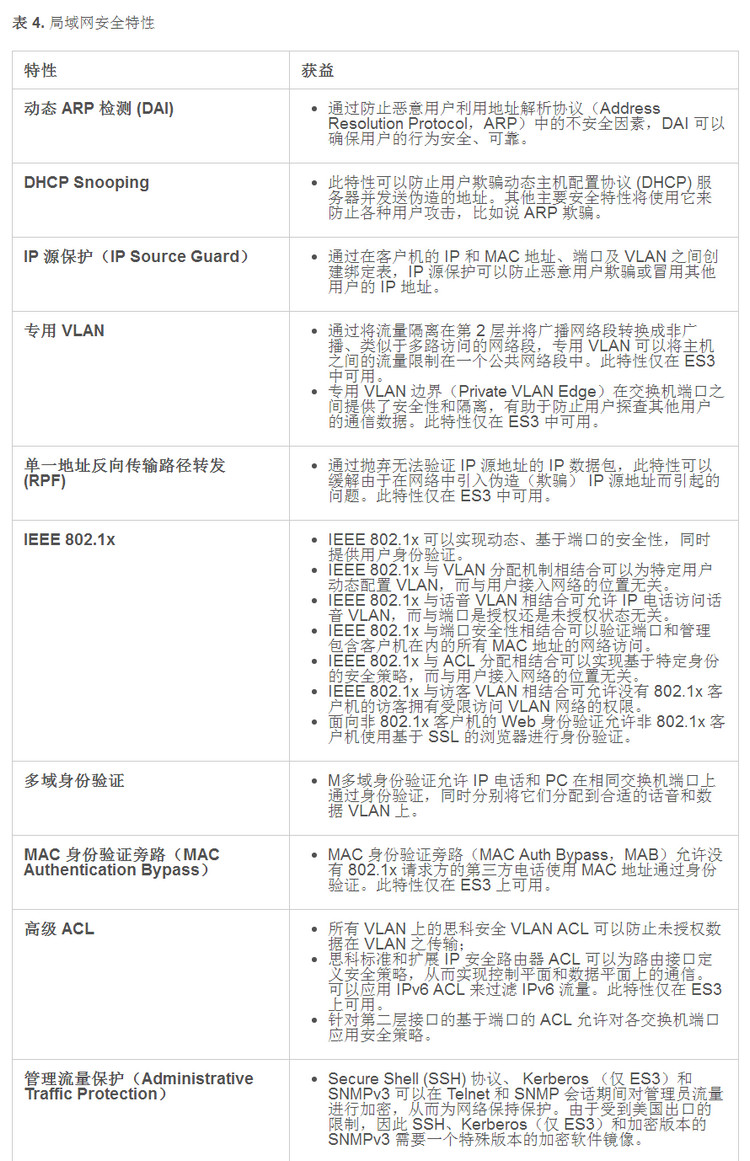 表 4. 局域网安全特性
特性
获益
动态 ARP 检测 (DAI)
通过防止恶意用户利用地址解析协议（Address
Resolution Protocol，ARP）中的不安全因素，DAI 可以
确保用户的行为安全、可靠。
DHCP Snooping
此特性可以防止用户欺骗动态主机配置协议 (DHCP) 服
务器并发送伪造的地址。其他主要安全特性将使用它来
防止各种用户攻击，比如说 ARP 欺骗。
IP 源保护（IP Source Guard）
通过在客户机的 IP 和 MAC 地址、端口及 VLAN 之间创
建绑定表，IP 源保护可以防止恶意用户欺骗或冒用其他
用户的 IP 地址。
专用 VLAN
通过将流量隔离在第 2 层并将广播网络段转换成非广
播、类似于多路访问的网络段，专用 VLAN 可以将主机
之间的流量限制在一个公共网络段中。此特性仅在 ES3
中可用。
专用 VLAN 边界（Private VLAN Edge）在交换机端口之
间提供了安全性和隔离，有助于防止用户探查其他用户
的通信数据。此特性仅在 ES3 中可用。
单一地址反向传输路径转发
(RPF)
通过抛弃无法验证 IP 源地址的 IP 数据包，此特性可以
缓解由于在网络中引入伪造（欺骗） IP 源地址而引起的
问题。此特性仅在 ES3 中可用。
IEEE 802.1x
IEEE 802.1x 可以实现动态、基于端口的安全性，同时
提供用户身份验证。
IEEE 802.1x 与 VLAN 分配机制相结合可以为特定用户
动态配置 VLAN，而与用户接入网络的位置无关。
IEEE 802.1x 与话音 VLAN 相结合可允许 IP 电话访问话
音 VLAN，而与端口是授权还是未授权状态无关。
IEEE 802.1x 与端口安全性相结合可以验证端口和管理
包含客户机在内的所有 MAC 地址的网络访问。
IEEE 802.1x 与 ACL 分配相结合可以实现基于特定身份
的安全策略，而与用户接入网络的位置无关。
IEEE 802.1x 与访客 VLAN 相结合可允许没有 802.1x 客
户机的访客拥有受限访问 VLAN 网络的权限。
面向非 802.1x 客户机的 Web 身份验证允许非 802.1x 客
户机使用基于 SSL 的浏览器进行身份验证。
多域身份验证
M多域身份验证允许 IP 电话和 PC 在相同交换机端口上
通过身份验证，同时分别将它们分配到合适的话音和数
据 VLAN 上。
MAC 身份验证旁路（MAC
Authentication Bypass）
MAC 身份验证旁路（MAC Auth Bypass，MAB）允许没
有 802.1x 请求方的第三方电话使用 MAC 地址通过身份
验证。此特性仅在 ES3 上可用。
高级 ACL
所有 VLAN 上的思科安全 VLAN ACL 可以防止未授权数
据在 VLAN 之传输；
思科标准和扩展 IP 安全路由器 ACL 可以为路由接口定
义安全策略，从而实现控制平面和数据平面上的通信。
可以应用 IPv6 ACL 来过滤 IPv6 流量。此特性仅在 ES3
上可用。
针对第二层接口的基于端口的 ACL 允许对各交换机端口
应用安全策略。
管理流量保护（Administrative
Traffic Protection）
Secure Shell (SSH) 协议、 Kerberos （仅 ES3）和
SNMPv3 可以在 Telnet 和 SNMP 会话期间对管理员流量
进行加密，从而为网络保持保护。由于受到美国出口的
限制，因此 SSH、Kerberos（仅 ES3）和加密版本的
SNMPv3 需要一个特殊版本的加密软件镜像。